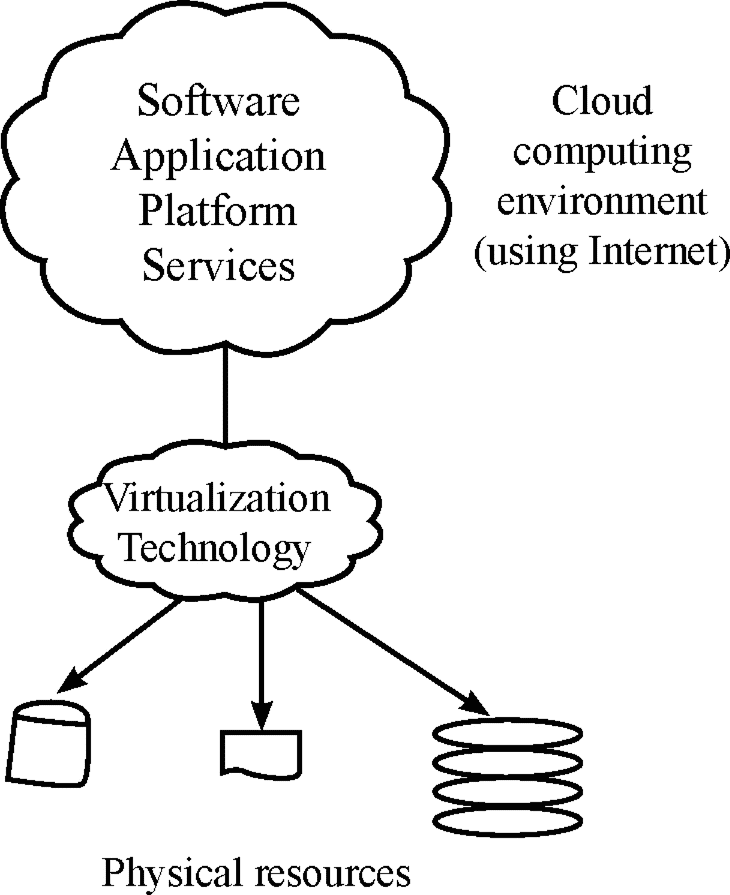 Software
Application
Platform
Services
Cloud
computing
environment
(using Internet)
Virtualization
Technology
Physical resources